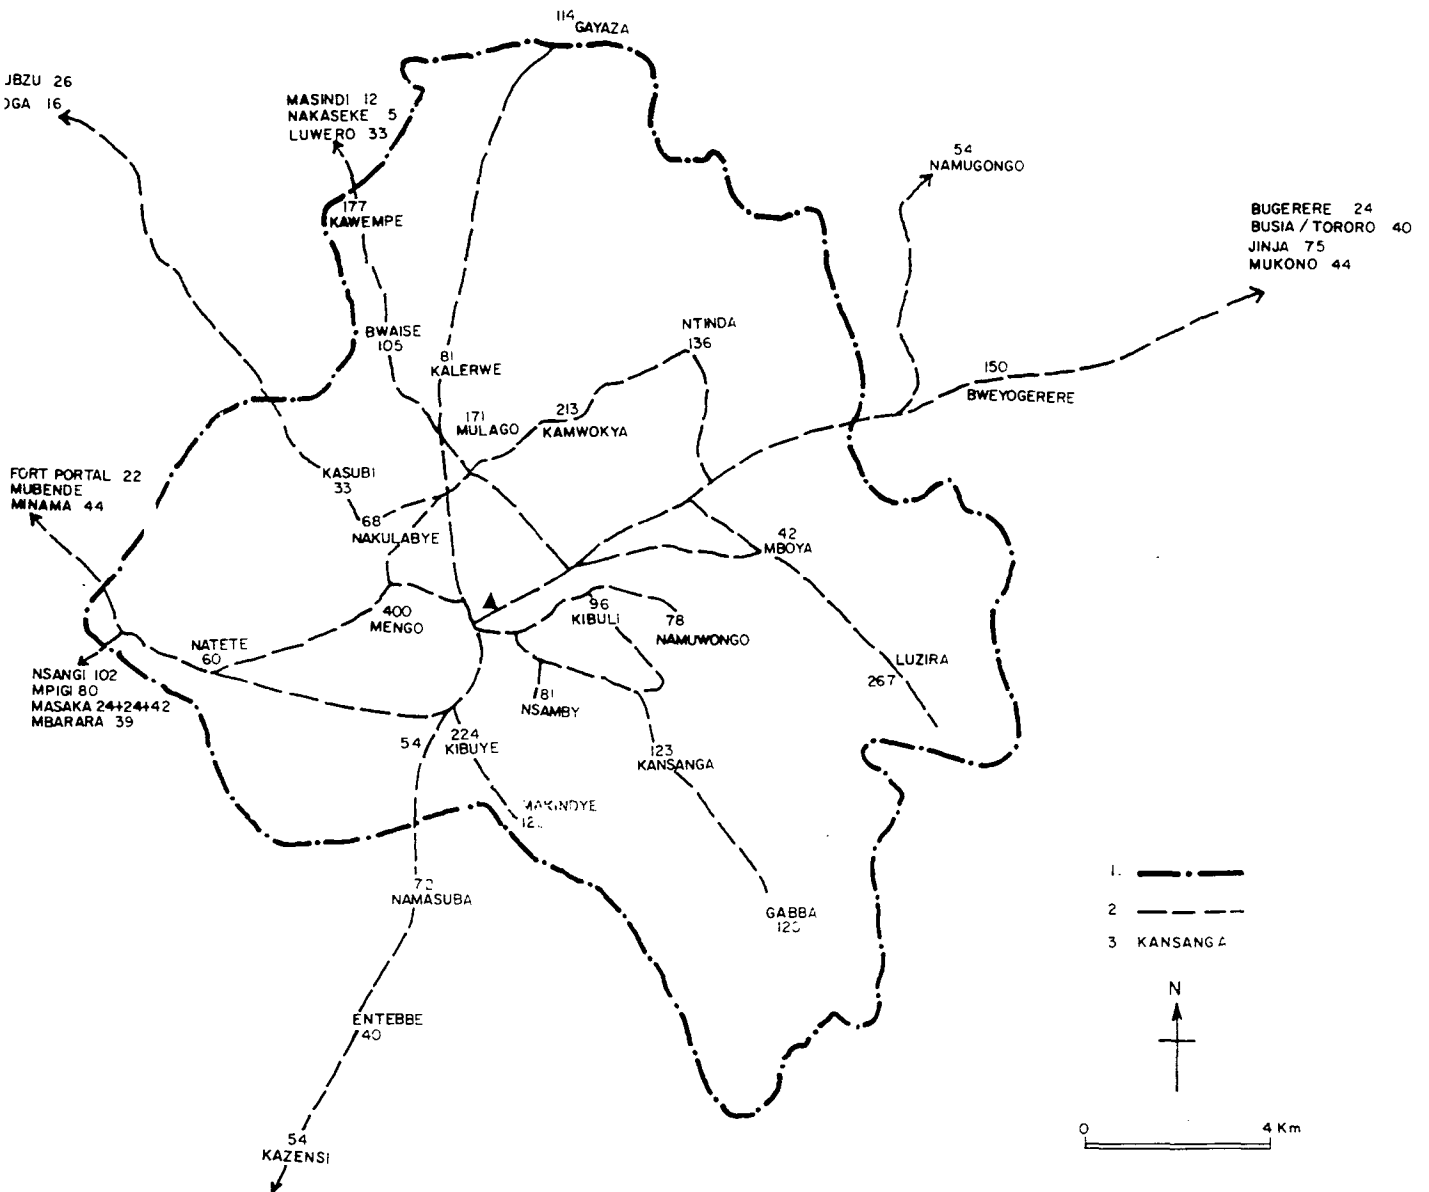 114
GAYAZA
26
16
MASINDI 12
NAKASEKE 5
LUWERO 33
54
NAMUGONGO
BUGERERE 24
BUSIA / TORORO 40
JINJA 75
MUKONO 44
177
KAWEMPE
BWAISE
105
NTINDA
136
81
KALERWE
150
BWEYOGERERE
171
MULAGO
213
KAMWOKYA
FORT PORTAL 22
MUBENDE
MINAMA 44
KASUBI
33
68
NAKULABYE
42
MBOYA
400
MENGO
96
KIBULI
78
NAMUWONGO
NATETE
60
LUZIRA
267
NSANGI 102
MPIGI 80
MASAKA 24+24+42
MBARARA 39
81
NSAMBY
54
224
KIBUYE
123
KANSANGA
MAKINDYE
NAMASUBA
GABBA
1.
2
3 KANSANGA
N
ENTEBBE
40
0 4 Km
54
KAZENSI